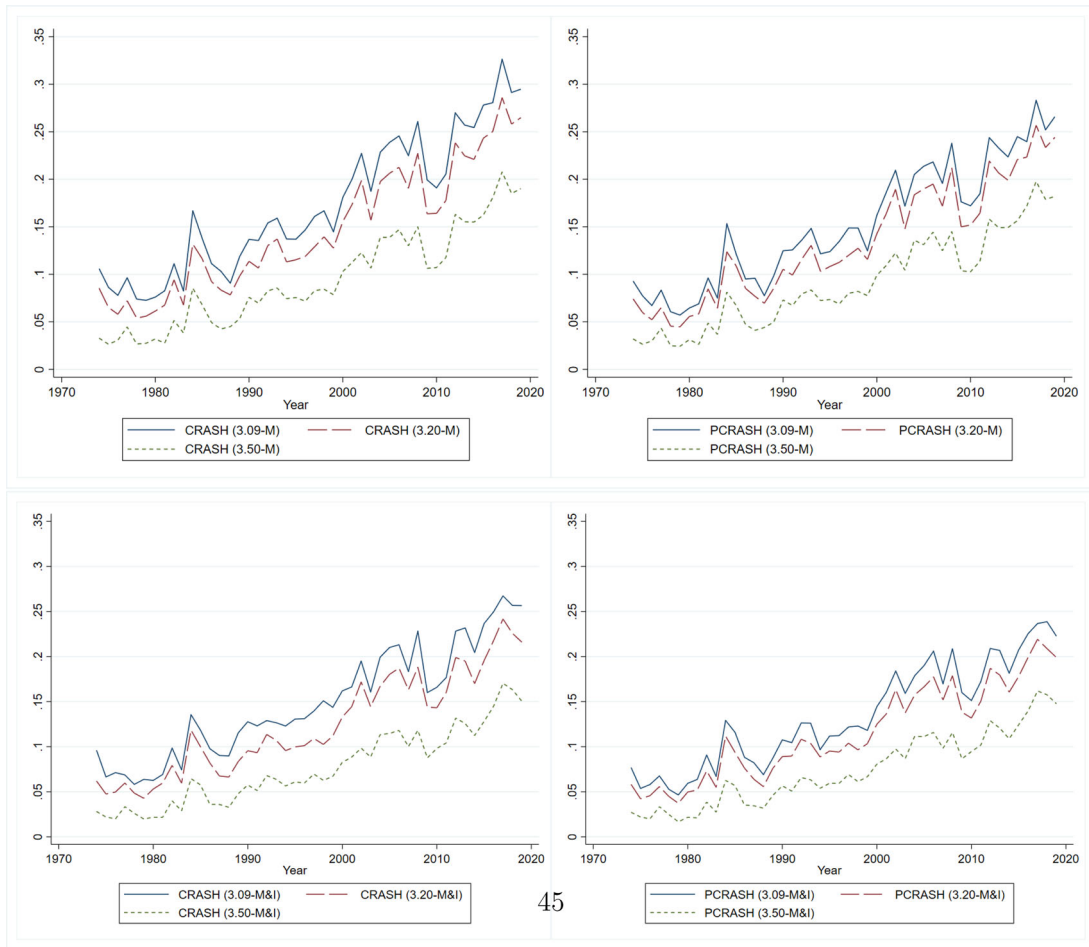 .35
.3
.25
.2
.15
.1
.05
0
1970 1980 1990 2000 2010 2020
Year
CRASH (3.09-M) CRASH (3.20-M)
CRASH (3.50-M)
.35
.3
.25
.2
.15
.1
.05
0
1970 1980 1990 2000 2010 2020
Year
PCRASH (3.09-M) PCRASH (3.20-M)
PCRASH (3.50-M)
.35
.3
.25
.2
.15
.1
.05
0
1970 1980 1990 2000 2010 2020
Year
CRASH (3.09-M&I) CRASH (3.20-M&I)
CRASH (3.50-M&I)
.35
.3
.25
.2
.15
.1
.05
0
1970 1980 1990 2000 2010 2020
Year
PCRASH (3.09-M&I) PCRASH (3.20-M&I)
PCRASH (3.50-M&I)
45